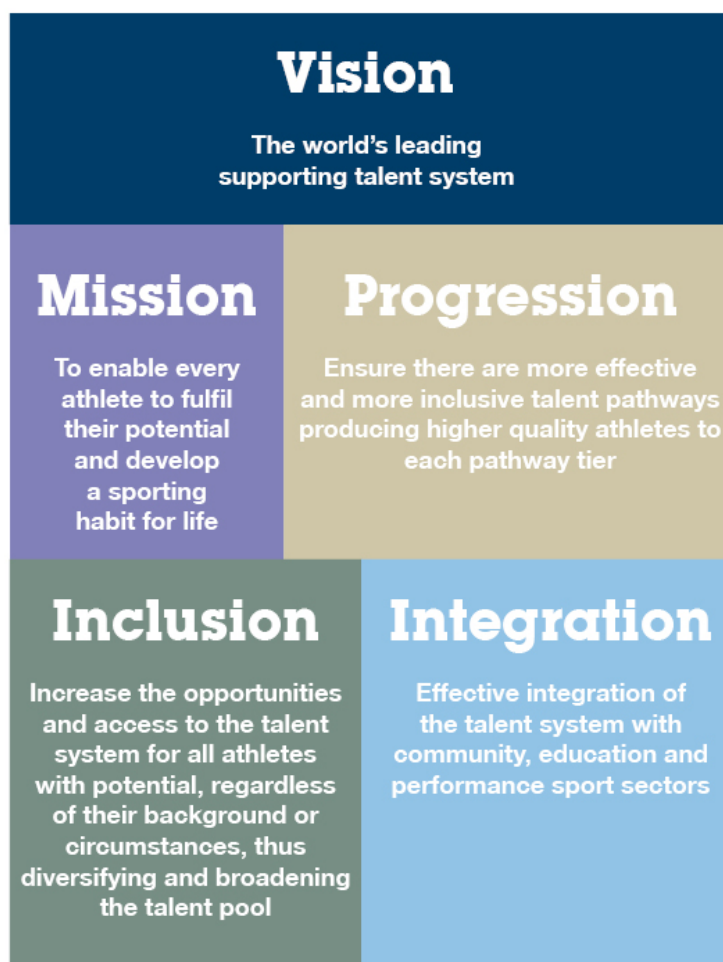 Vision
The world’s leading
supporting talent system
Mission
To enable every
athlete to fulfil
their potential
and develop
a sporting
habit for life
Progression
Ensure there are more effective
and more inclusive talent pathways
producing higher quality athletes to
each pathway tier
Inclusion
Increase the opportunities
and access to the talent
system for all athletes
with potential, regardless
of their background or
circumstances, thus
diversifying and broadening
the talent pool
Integration
Effective integration of
the talent system with
community, education and
performance sport sectors